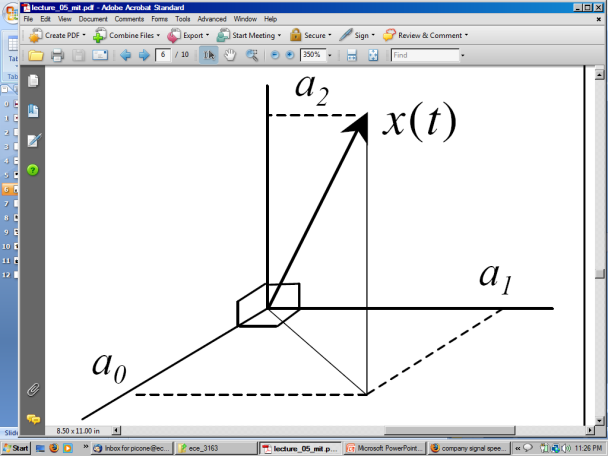 lecture_05_mit.pdf - Adobe Acrobat Standard
File Edit View Document Comments Forms Tools Advanced Window Help
Create PDF Combine Files Export Start Meeting Secure Sign Review & Comment
6 / 10 350% Find
a2
x(t)
a1
a0
8.50 x 11.00 in
Start Inbox for picone@ec... ece_3163 lecture_05_mit.p... Microsoft PowerPoint... company signal spee... 11:26 PM